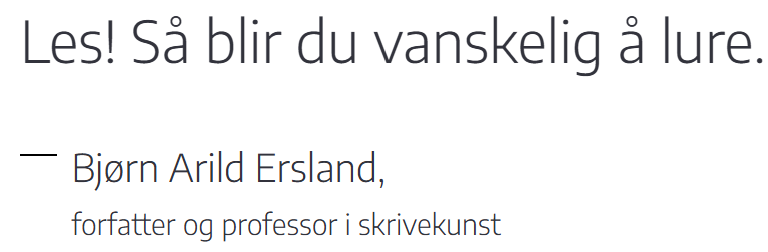 Les! Så blir du vanskelig å lure.
Bjørn Arild Ersland,
forfatter og professor i skrivekunst